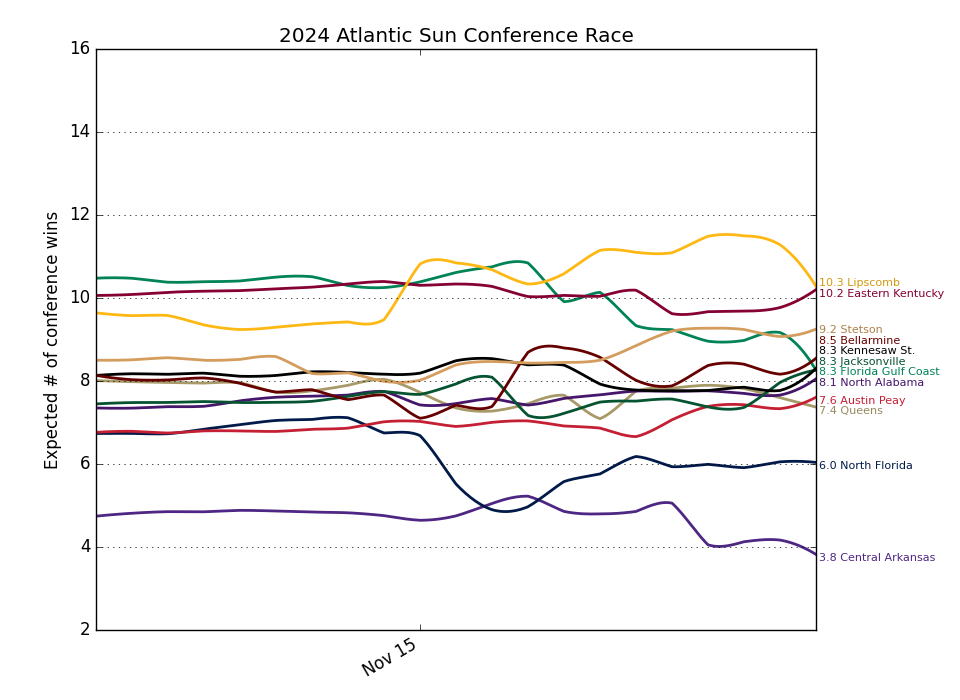 2024 Atlantic Sun Conference Race
Expected # of conference wins
16
14
12
10
8
6
4
2
Nov 15
10.3 Lipscomb
10.2 Eastern Kentucky
9.2 Stetson
8.5 Bellarmine
8.3 Kennesaw St.
8.3 Jacksonville
8.3 Florida Gulf Coast
8.1 North Alabama
7.6 Austin Peay
7.4 Queens
6.0 North Florida
3.8 Central Arkansas